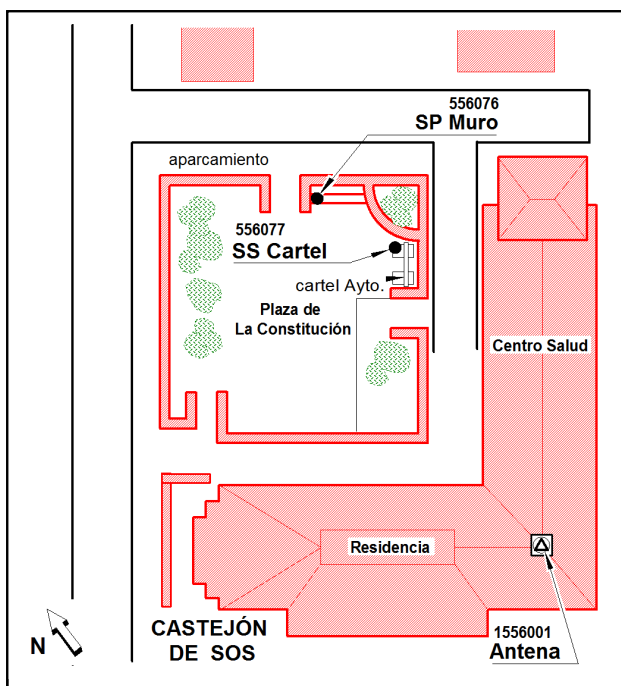 556076
SP Muro
aparcamiento
556077
SS Cartel
cartel Ayto.
Plaza de
La Constitución
Centro Salud
Residencia
N
CASTEJÓN
DE SOS
1556001
Antena